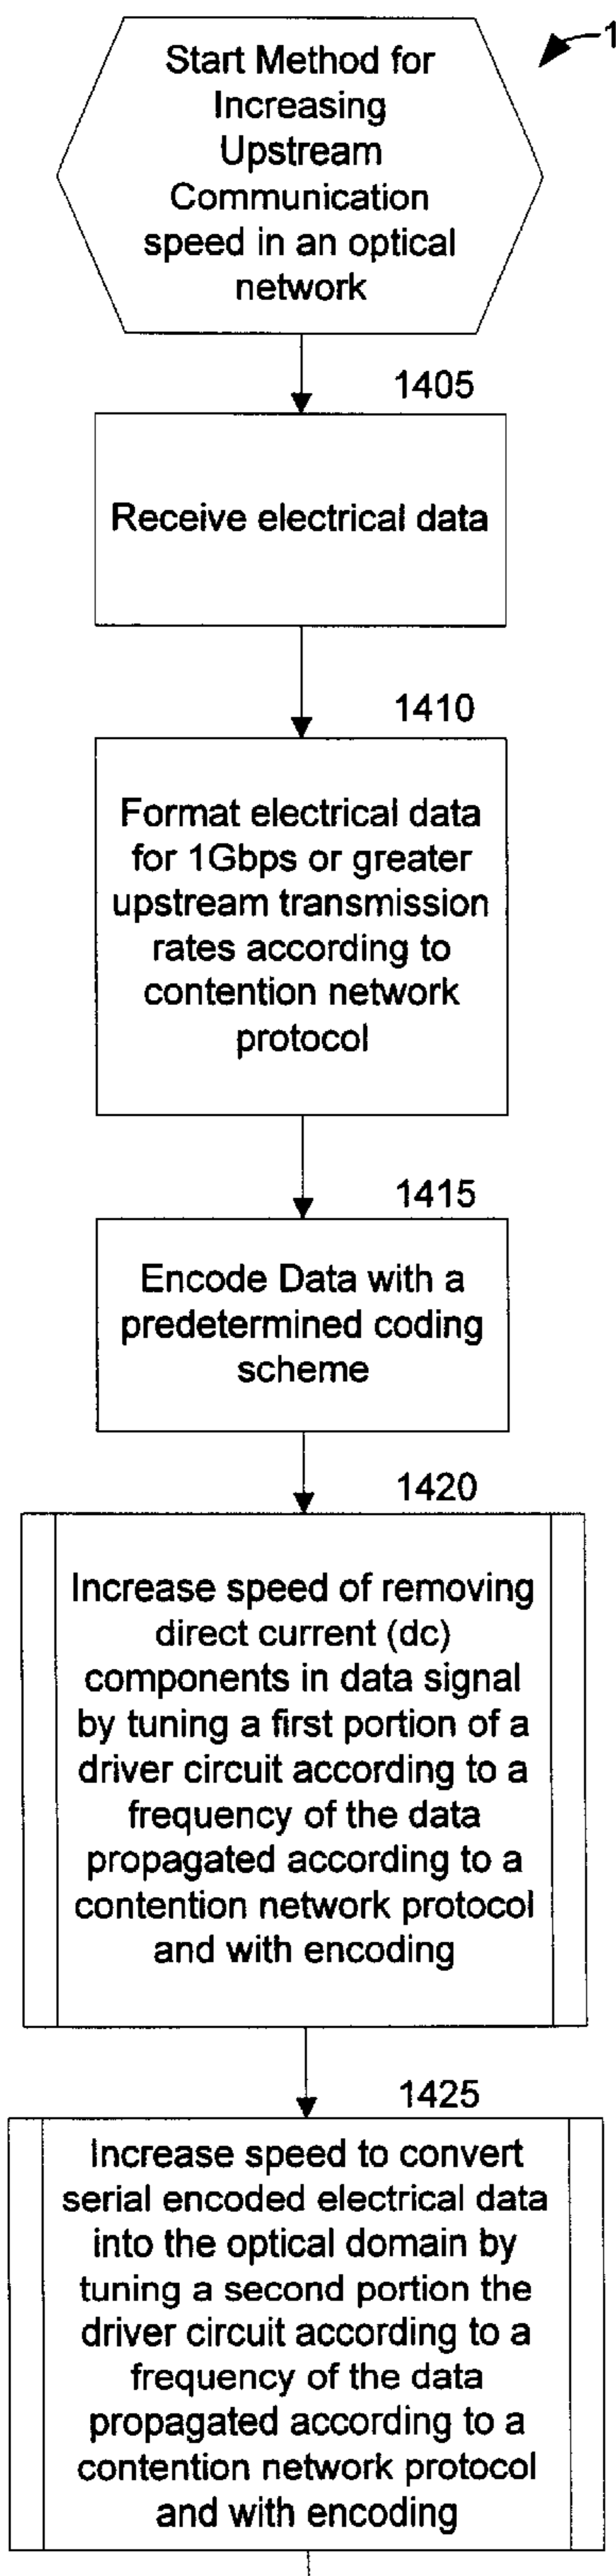 Start Method for
Increasing
Upstream
Communication
speed in an optical
network
1
1405
Receive electrical data
1410
Format electrical data
for 1Gbps or greater
upstream transmission
rates according to
contention network
protocol
1415
Encode Data with a
predetermined coding
scheme
1420
Increase speed of removing
direct current (dc)
components in data signal
by tuning a first portion of a
driver circuit according to a
frequency of the data
propagated according to a
contention network protocol
and with encoding
1425
Increase speed to convert
serial encoded electrical data
into the optical domain by
tuning a second portion the
driver circuit according to a
frequency of the data
propagated according to a
contention network protocol
and with encoding